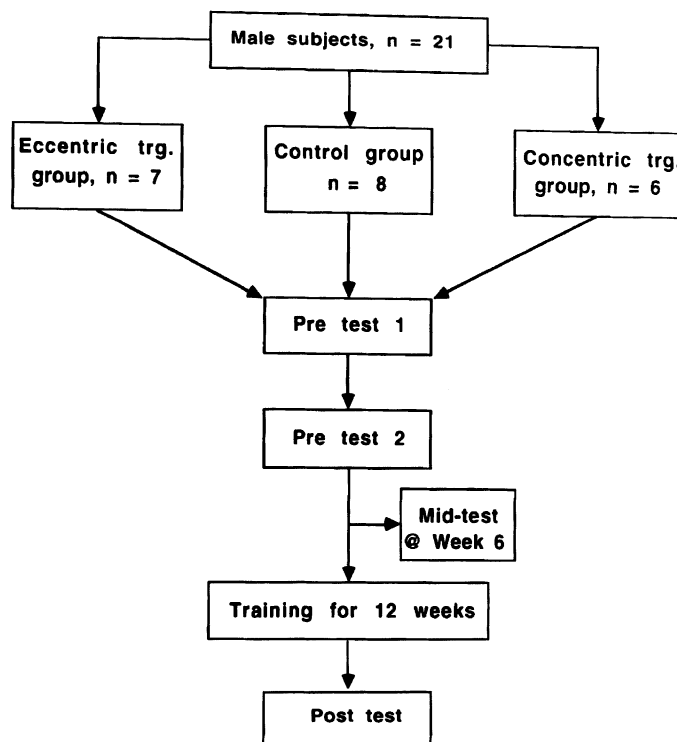 Male subjects, n = 21
Eccentric trg.
group, n = 7
Control group
n = 8
Concentric trg.
group, n = 6
Pre test 1
Pre test 2
Mid-test
@ Week 6
Training for 12 weeks
Post test